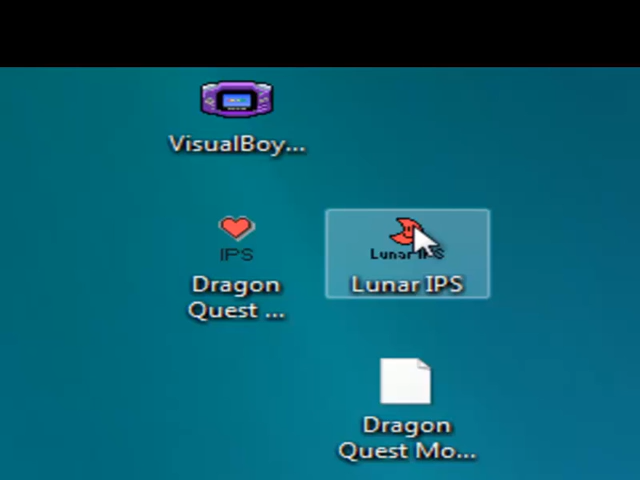 VisualBoy...
IPS
Dragon
Quest ...
Lunar IPS
Lunar IPS
Dragon
Quest Mo...